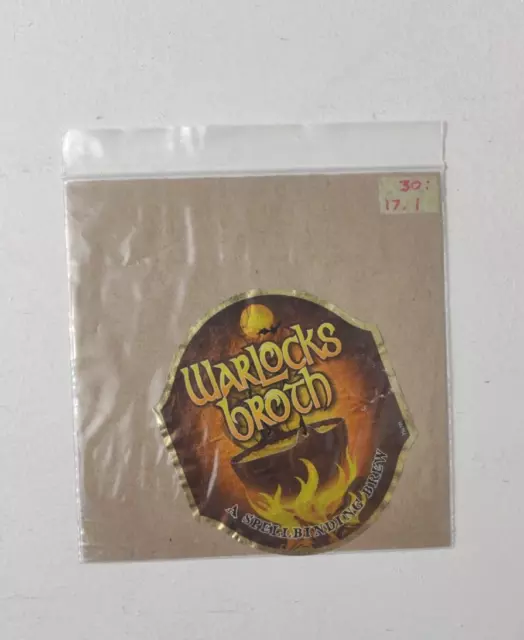 30:
17. 1
WARLOCKS
broth
A SPELLBINDING BREW